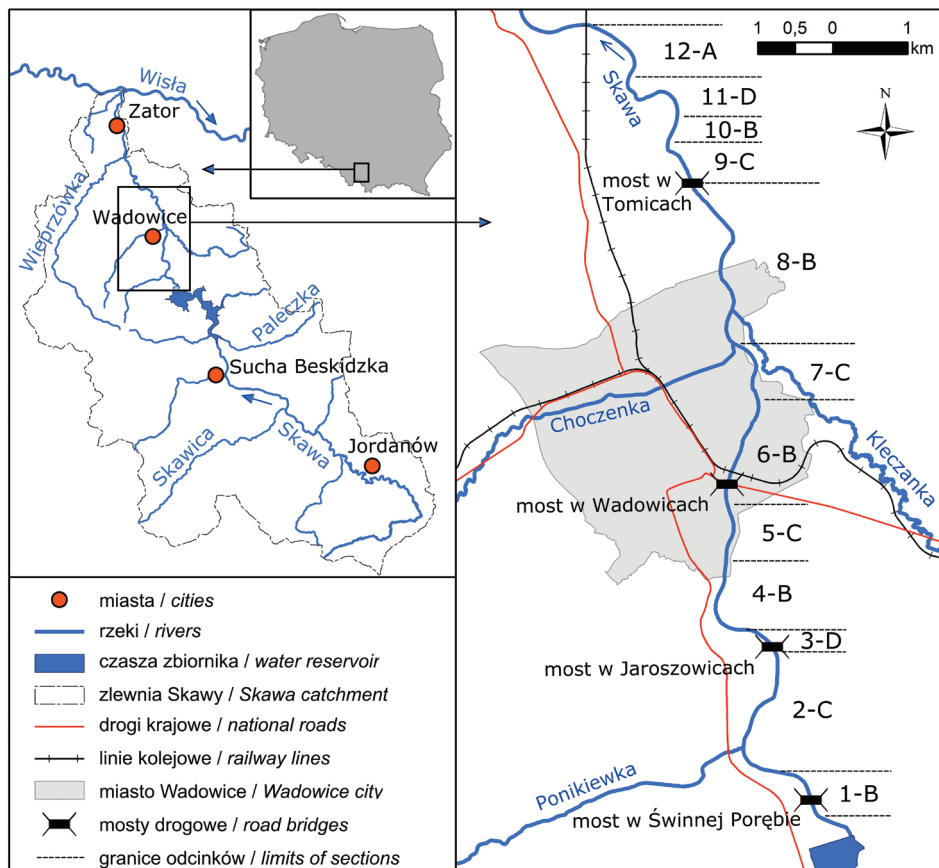 Wisła
Zator
Wieprzówka
Wadowice
Paleczka
Sucha Beskidzka
Skawica
Skawa
Jordanów
miasta / cities
rzeki / rivers
czasza zbiornika / water reservoir
zlewnia Skawy / Skawa catchment
drogi krajowe / national roads
linie kolejowe / railway lines
miasto Wadowice / Wadowice city
mosty drogowe / road bridges
granice odcinków / limits of sections
1 0,5 0 1
km
N
12-A
Skawa
11-D
10-B
9-C
most w
Tomicach
8-B
7-C
Choczenka
Kleczanka
6-B
most w Wadowicach
5-C
4-B
3-D
most w Jaroszowicach
2-C
Ponikiewka
1-B
most w Świnnej Porębie